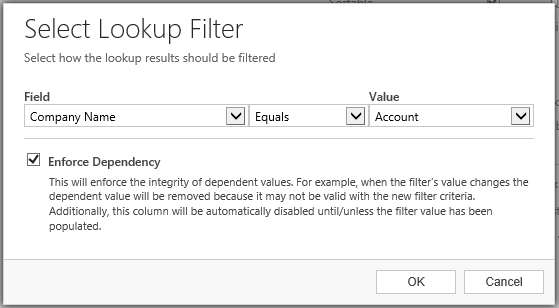 Sortable
Select Lookup Filter
Select how the lookup results should be filtered
Field Value
Company Name Equals Account
Enforce Dependency
This will enforce the integrity of dependent values. For example, when the filter's value changes the
dependent value will be removed because it may not be valid with the new filter criteria.
Additionally, this column will be automatically disabled until/unless the filter value has been
populated.
OK Cancel